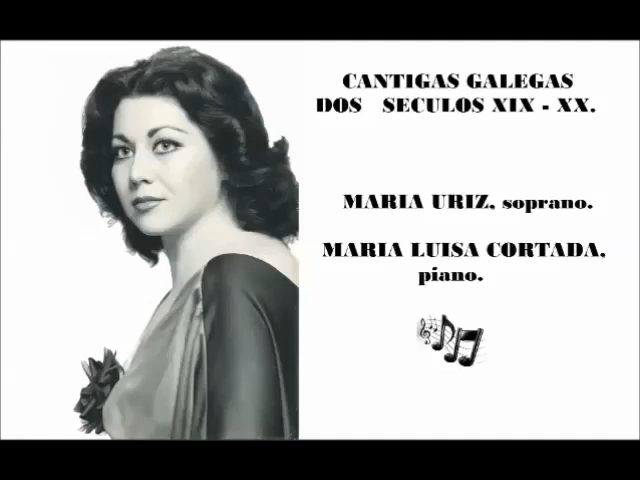 CANTIGAS GALEGAS
DOS SECULOS XIX - XX.
MARIA URIZ, soprano.
MARIA LUISA CORTADA,
piano.